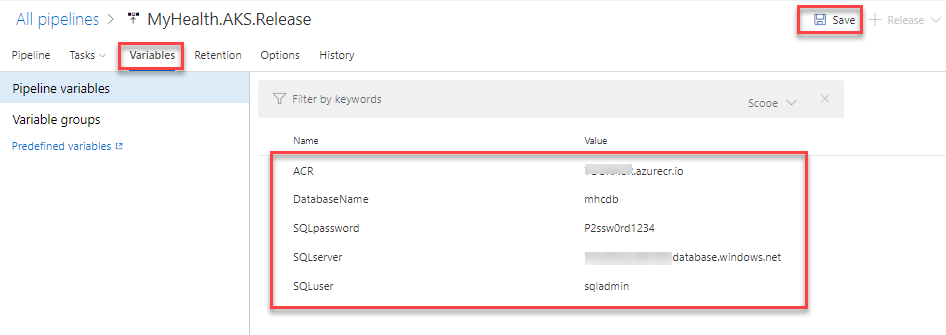 All pipelines > MyHealth.AKS.Release
Save
Release
Pipeline Tasks Variables Retention Options History
Pipeline variables
Variable groups
Predefined variables
Filter by keywords
Scope
Name Value
ACR .azurecr.io
DatabaseName mhcdb
SQLpassword P2ssw0rd1234
SQLserver database.windows.net
SQLuser sqladmin